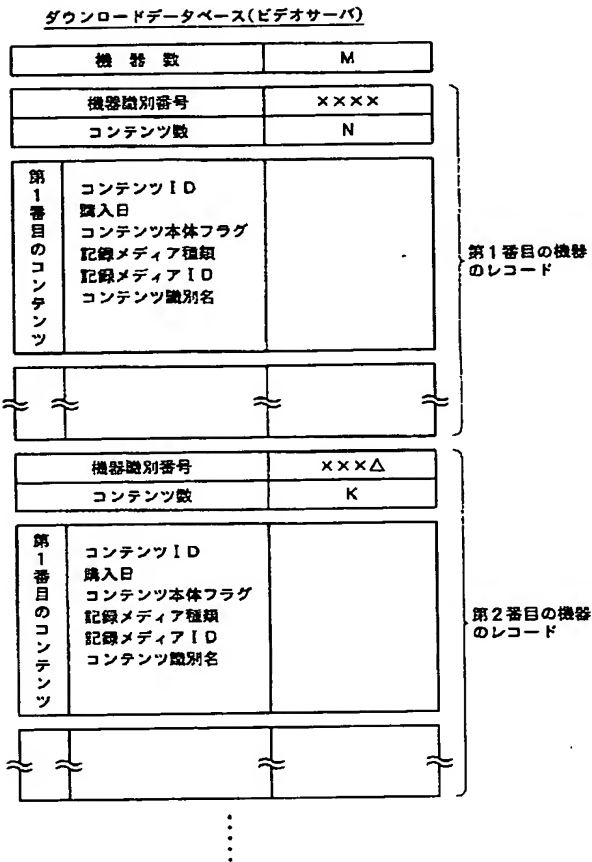 ダウンロードデータベース(ビデオサーバ)
機器数 M
機器識別番号 ××××
コンテンツ数 N
第1番目のコンテンツ
コンテンツID
購入日
コンテンツ本体フラグ
記録メディア種類
記録メディアID
コンテンツ識別名
第1番目の機器
のレコード
機器識別番号 ×××△
コンテンツ数 K
第1番目のコンテンツ
コンテンツID
購入日
コンテンツ本体フラグ
記録メディア種類
記録メディアID
コンテンツ識別名
第2番目の機器
のレコード